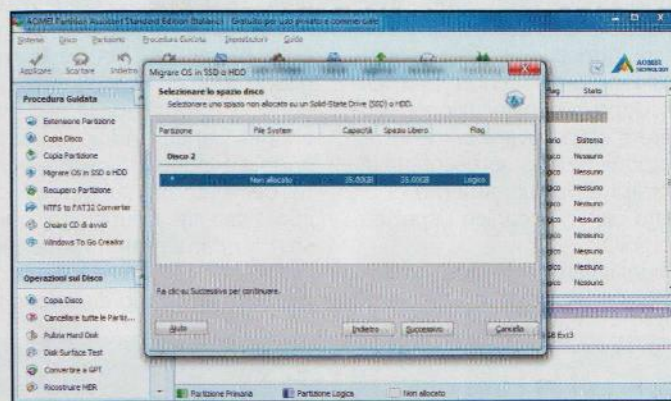 AOMEI Partition Assistant Standard Edition (Italiano) - Gratuito per uso privato e commerciale
Sistema Disco Partizione Procedura Guidata Impostazioni Guida
Applicare Scartare Indietro
AOMEI
Migrare OS in SSD o HDD
Selezionare lo spazio disco
Selezionare uno spazio non allocato su un Solid-State Drive (SSD) o HDD.
Partizione File System Capacità Spazio Libero Flag
Disco 2
* Non allocato Logico
Fai clic su Successivo per continuare.
Aiuto Indietro Successivo Cancella
Procedura Guidata
Estensione Partizione
Copia Disco
Copia Partizione
Migrare OS in SSD o HDD
Recupero Partizione
NTFS to FAT32 Converter
Creare CD di avvio
Windows To Go Creator
Operazioni sul Disco
Copia Disco
Cancellare tutte le Partiz...
Pulizia Hard Disk
Disk Surface Test
Convertire a GPT
Ricostruire MBR
Flag Stato
Sistema
Nessuno
Nessuno
Nessuno
Nessuno
Nessuno
Nessuno
Nessuno
Nessuno
GB Ext3
Partizione Primaria Partizione Logica Non allocato